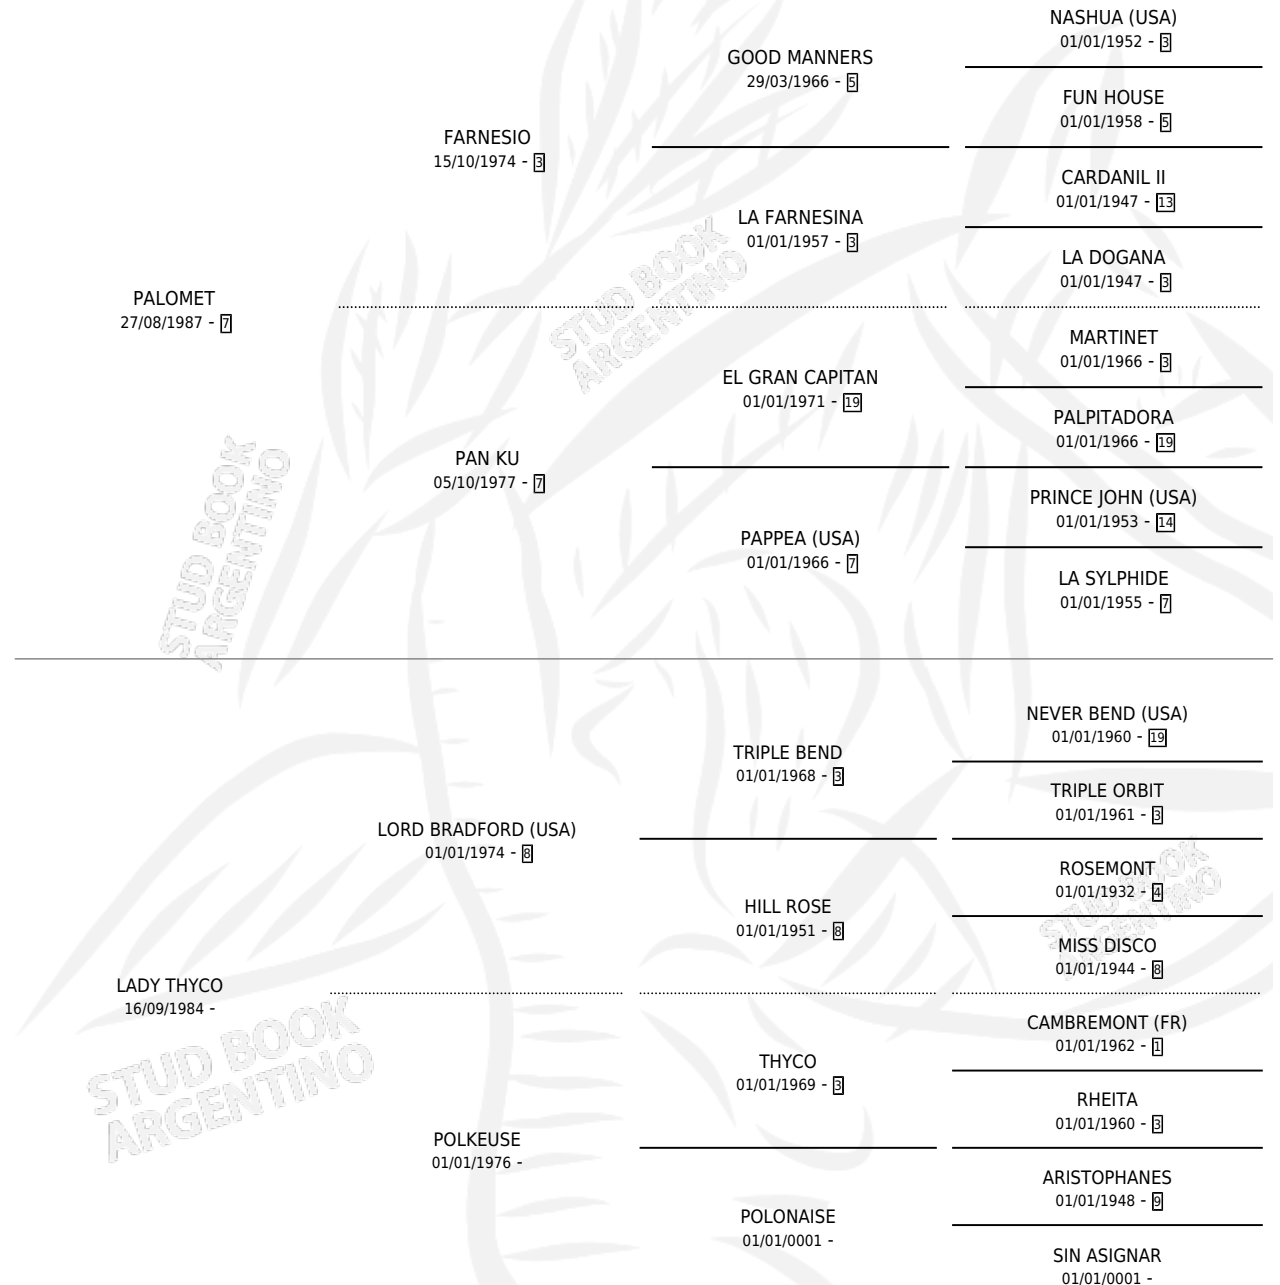 NASHUA (USA)
01/01/1952 - 3
GOOD MANNERS
29/03/1966 - 5
FUN HOUSE
01/01/1958 - 5
FARNESIO
15/10/1974 - 3
CARDANIL II
01/01/1947 - 13
LA FARNESINA
01/01/1957 - 3
LA DOGANA
01/01/1947 - 3
PALOMET
27/08/1987 - 7
MARTINET
01/01/1966 - 3
EL GRAN CAPITAN
01/01/1971 - 19
PALPITADORA
01/01/1966 - 19
PAN KU
05/10/1977 - 7
PRINCE JOHN (USA)
01/01/1953 - 14
PAPPEA (USA)
01/01/1966 - 7
LA SYLPHIDE
01/01/1955 - 7
STUD BOOK
ARGENTINO
STUD BOOK
ARGENTINO
NEVER BEND (USA)
01/01/1960 - 19
TRIPLE BEND
01/01/1968 - 3
TRIPLE ORBIT
01/01/1961 - 3
LORD BRADFORD (USA)
01/01/1974 - 8
ROSEMONT
01/01/1932 - 4
HILL ROSE
01/01/1951 - 8
MISS DISCO
01/01/1944 - 8
STUD BOOK
ARGENTINO
LADY THYCO
16/09/1984 -
CAMBREMONT (FR)
01/01/1962 - 1
THYCO
01/01/1969 - 3
RHEITA
01/01/1960 - 3
STUD BOOK
ARGENTINO
POLKEUSE
01/01/1976 -
ARISTOPHANES
01/01/1948 - 9
POLONAISE
01/01/0001 -
SIN ASIGNAR
01/01/0001 -